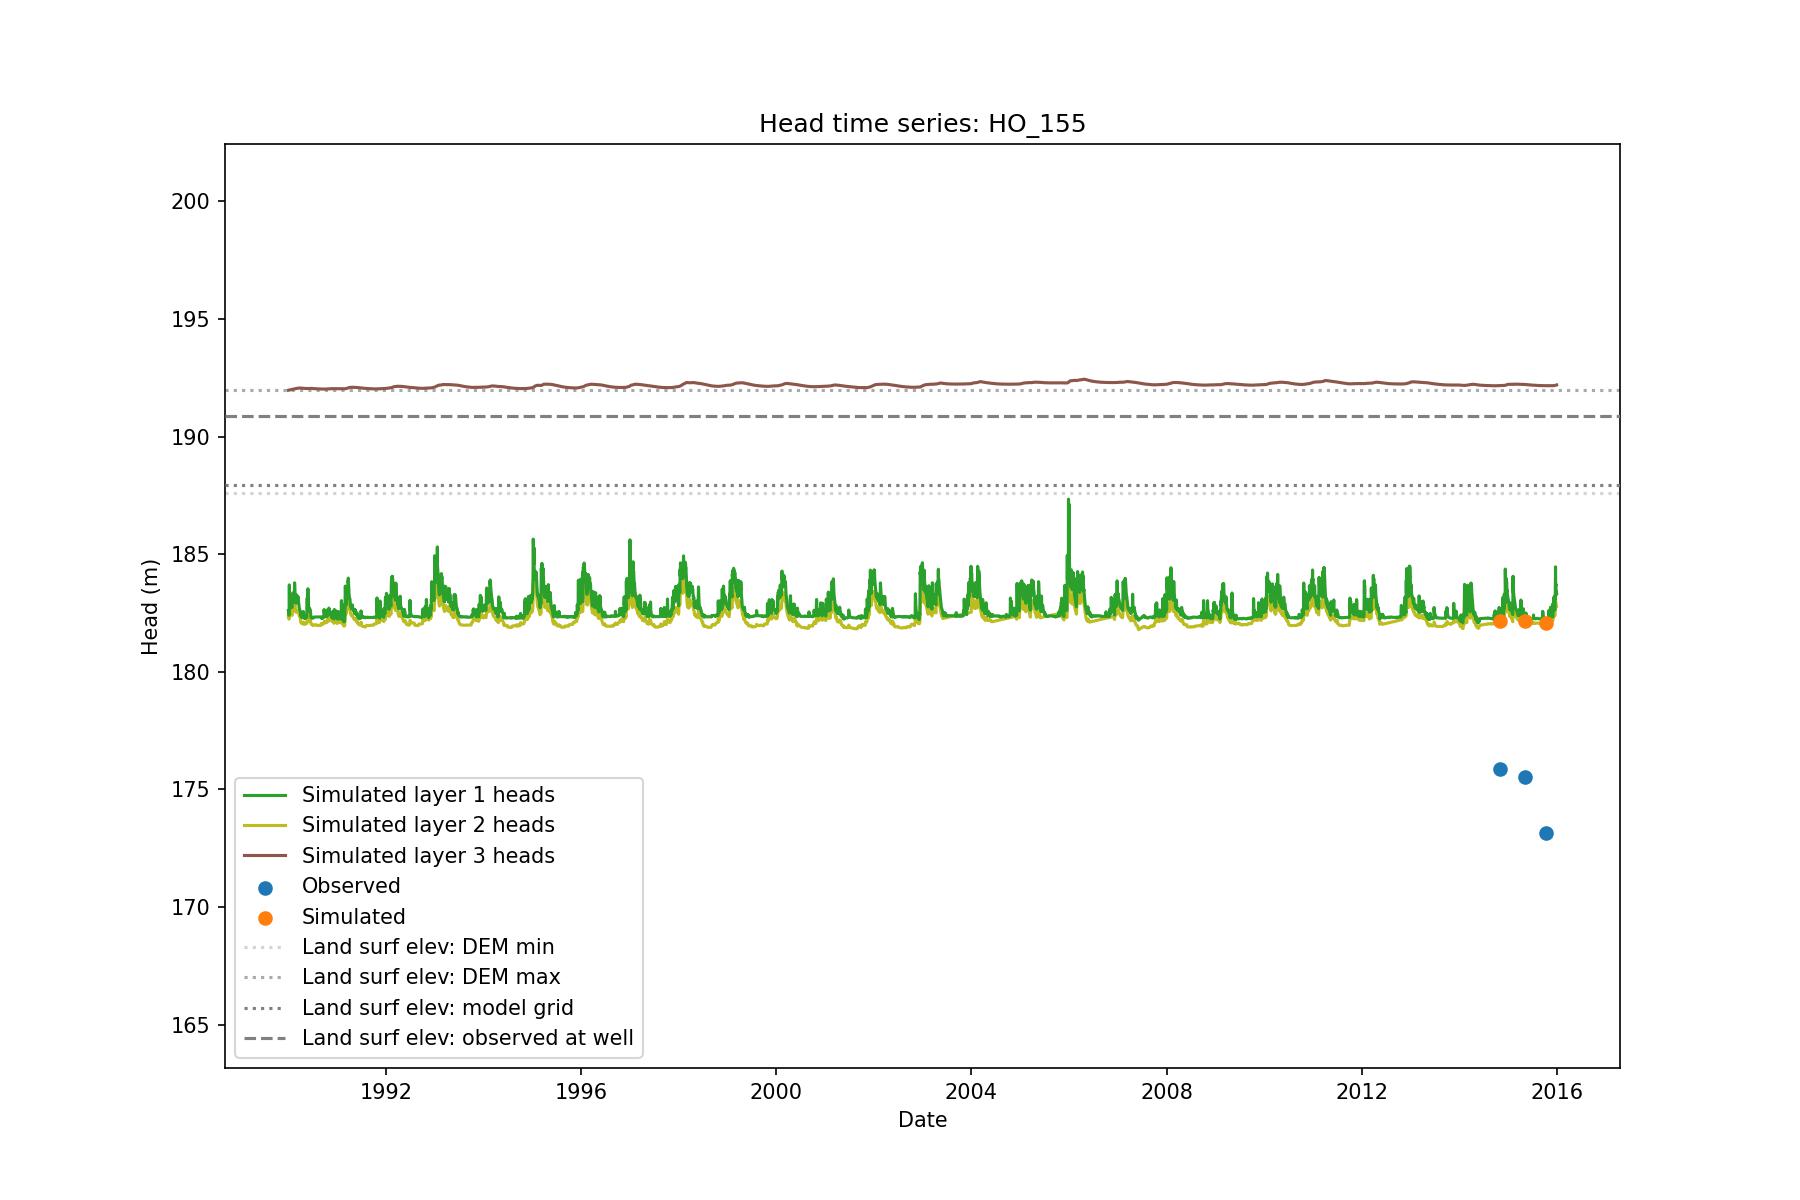 Head time series: HO_155
200
195
190
185
180
175
170
165
Head (m)
Simulated layer 1 heads
Simulated layer 2 heads
Simulated layer 3 heads
Observed
Simulated
Land surf elev: DEM min
Land surf elev: DEM max
Land surf elev: model grid
Land surf elev: observed at well
1992 1996 2000 2004 2008 2012 2016
Date